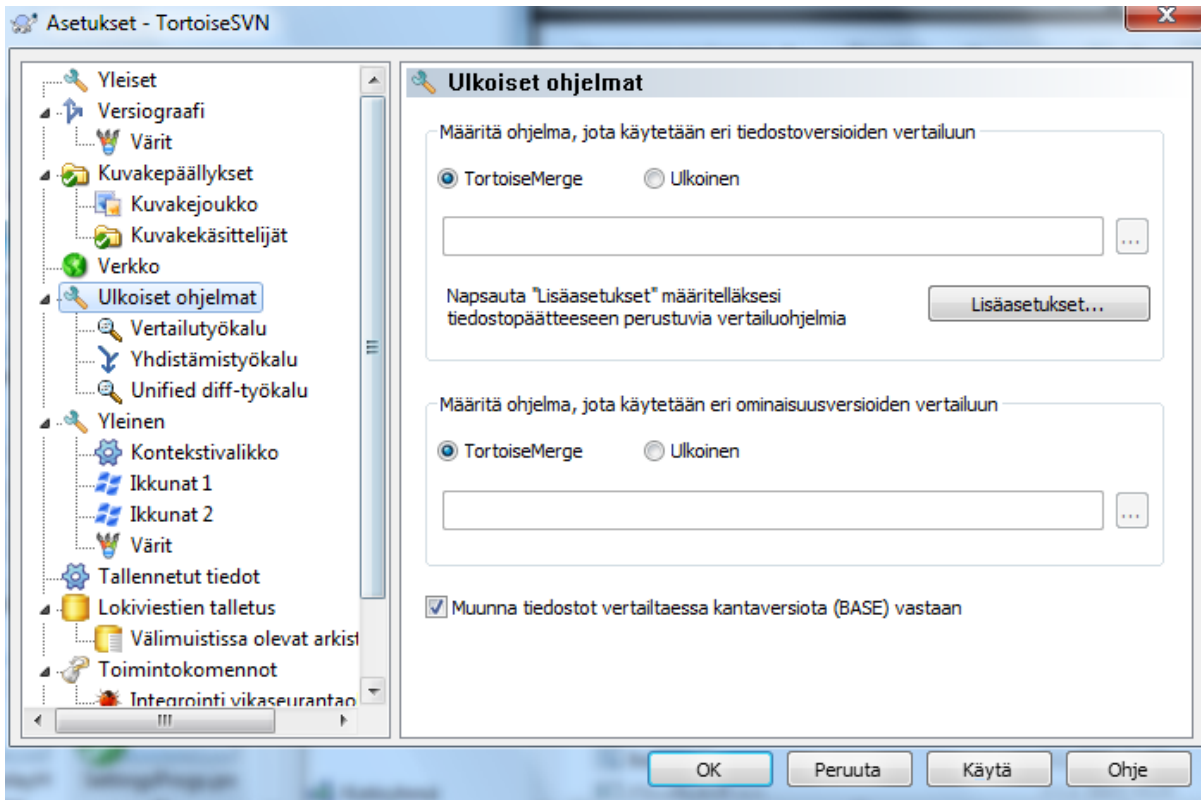 Asetukset - TortoiseSVN
Yleiset
Versiograafi
Värit
Kuvakepäällykset
Kuvakejoukko
Kuvakekäsittelijät
Verkko
Ulkoiset ohjelmat
Vertailutyökalu
Yhdistämistyökalu
Unified diff-työkalu
Yleinen
Kontekstivalikko
Ikkunat 1
Ikkunat 2
Värit
Tallennetut tiedot
Lokiviestien talletus
Välimuistissa olevat arkist
Toimintokomennot
Integrointi vikaseurantao
Ulkoiset ohjelmat
Määritä ohjelma, jota käytetään eri tiedostoversioiden vertailuun
TortoiseMerge Ulkoinen
...
Napsauta "Lisäasetukset" määritelläksesi
tiedostopäätteeseen perustuvia vertailuohjelmia
Lisäasetukset...
Määritä ohjelma, jota käytetään eri ominaisuusversioiden vertailuun
TortoiseMerge Ulkoinen
...
Muunna tiedostot vertailtaessa kantaversiota (BASE) vastaan
OK Peruuta Käytä Ohje